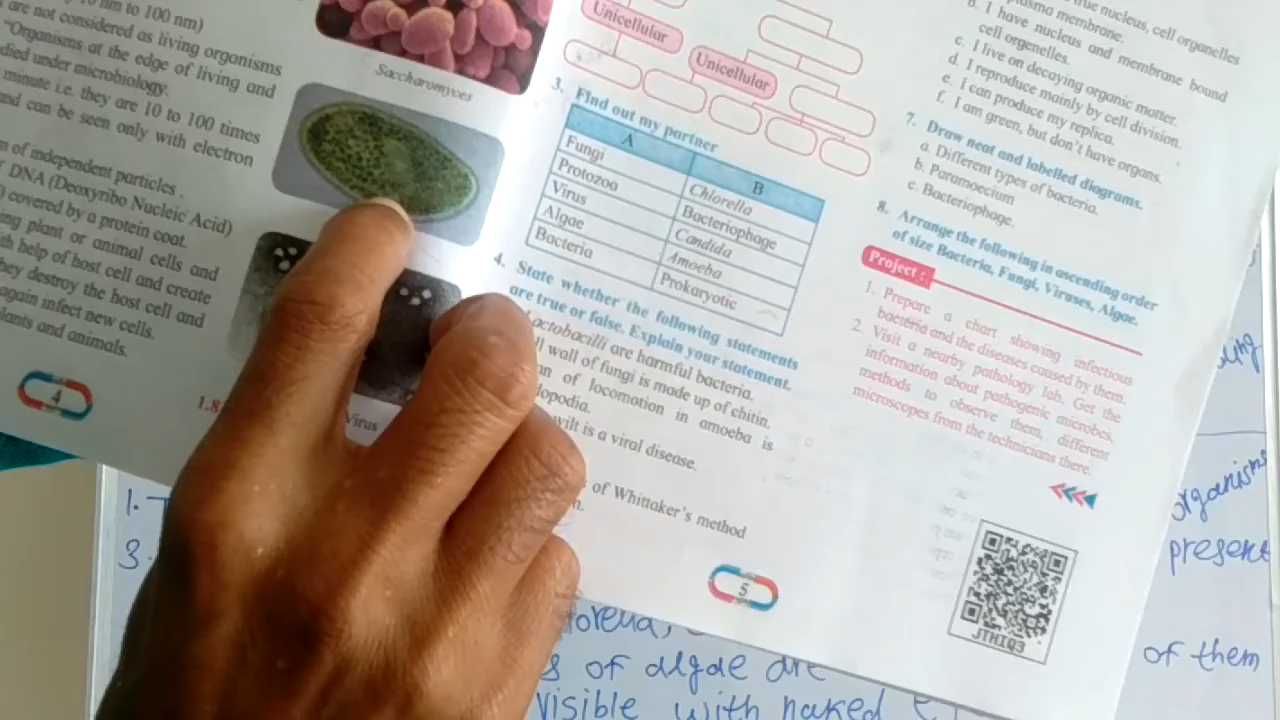 nm to 100 nm)
are not considered as living organisms
"Organisms at the edge of living and
died under microbiology.
minute i.e. they are 10 to 100 times
and can be seen only with electron
m of independent particles .
DNA (Deoxyribo Nucleic Acid)
covered by a protein coat.
ing plant or animal cells and
with help of host cell and create
They destroy the host cell and
again infect new cells.
plants and animals.
4
Saccharomyces
1.8
Virus
Unicellular
Unicellular
3. Find out my partner
A B
Fungi Chlorella
Protozoa Bacteriophage
Virus Candida
Algae Amoeba
Bacteria Prokaryotic
4. State whether the following statements
are true or false. Explain your statement.
Lactobacilli are harmful bacteria.
ll wall of fungi is made up of chitin.
an of locomotion in amoeba is
dopodia.
wilt is a viral disease.
of Whittaker's method
5
true nucleus, cell organelles
plasma membrane.
b. I have nucleus and membrane bound
cell orgenelles.
c. I live on decaying organic matter.
d. I reproduce mainly by cell division.
e. I can produce my replica.
f. I am green, but don't have organs.
7. Draw neat and labelled diagrams.
a. Different types of bacteria.
b. Paramoecium
c. Bacteriophage.
8. Arrange the following in ascending order
of size Bacteria, Fungi, Viruses, Algae.
Project :
1. Prepare a chart showing infectious
bacteria and the diseases caused by them.
2. Visit a nearby pathology lab. Get the
information about pathogenic microbes,
methods to observe them, different
microscopes from the technicians there.
JTHIQ3
1.
3.
organisms
present
of them
s of algae are
visible with naked e